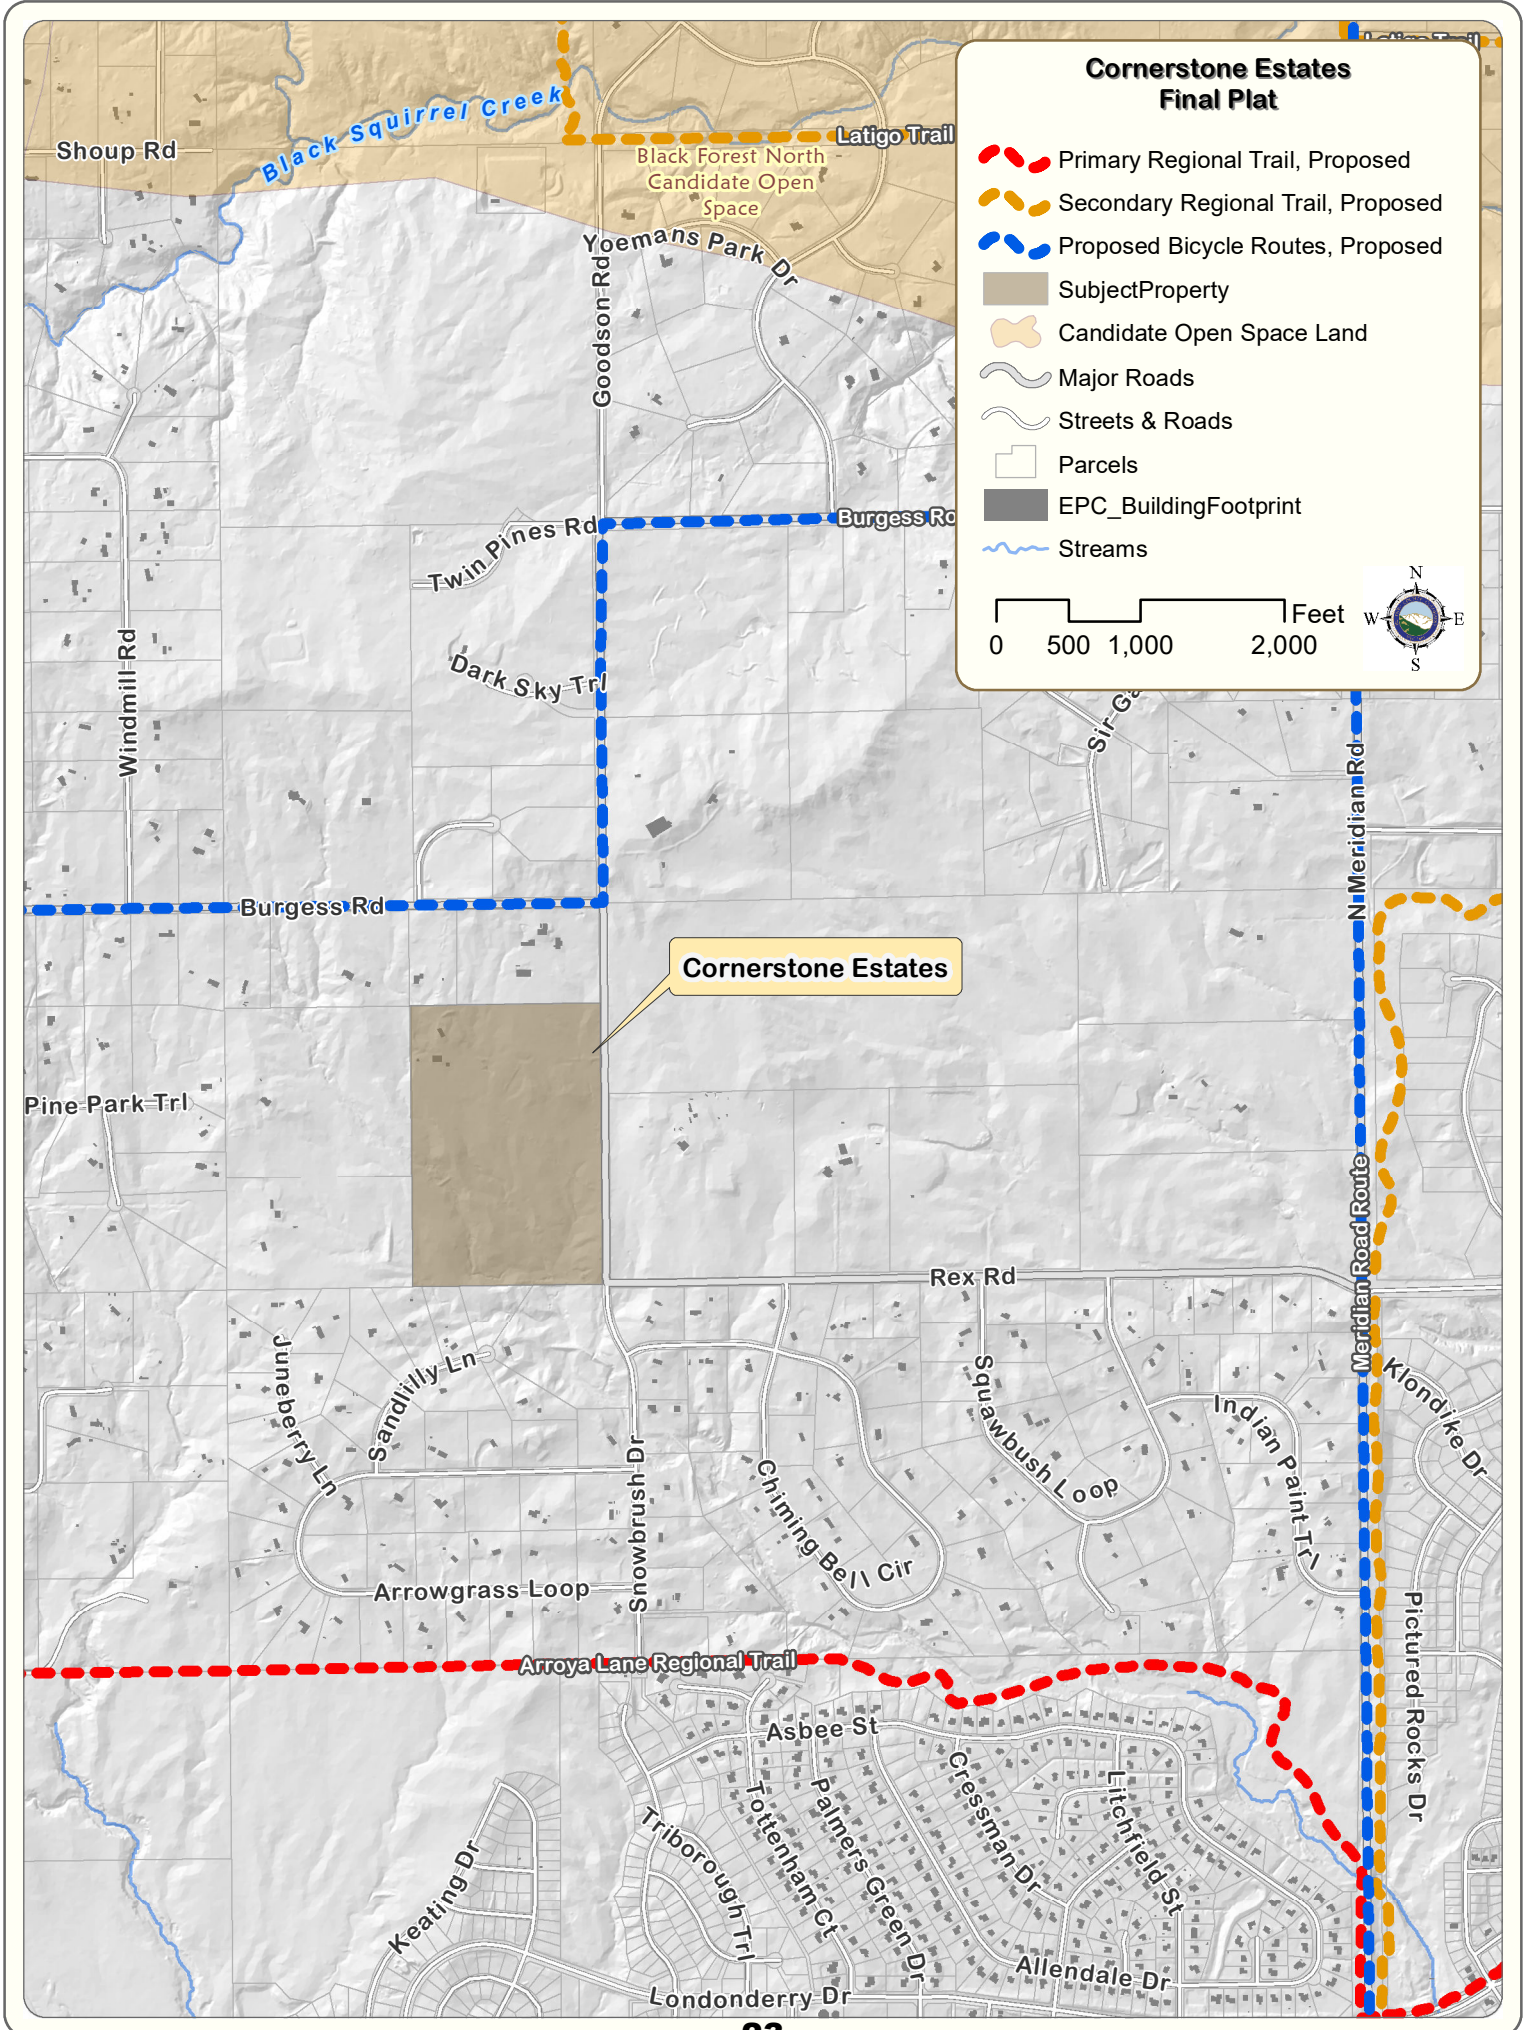 Latigo Trail
Cornerstone Estates
Final Plat
Primary Regional Trail, Proposed
Secondary Regional Trail, Proposed
Proposed Bicycle Routes, Proposed
SubjectProperty
Candidate Open Space Land
Major Roads
Streets & Roads
Parcels
EPC_BuildingFootprint
Streams
Feet
0 500 1,000 2,000
N
W E
S
Black Squirrel Creek
Shoup Rd
Latigo Trail
Black Forest North
Candidate Open
Space
Yoemans Park Dr
Goodson Rd
Twin Pines Rd
Burgess Ro
Dark Sky Trl
Windmill Rd
Sir Ga
N Meridian Rd
Burgess Rd
Cornerstone Estates
Pine Park Trl
Meridian Road Route
Rex Rd
Juneberry Ln
Sandlilly Ln
Squawbush Loop
Indian Paint Trl
Klondike Dr
Snowbrush Dr
Chiming Bell Cir
Arrowgrass Loop
Pictured Rocks Dr
Arroya Lane Regional Trail
Asbee St
Cressman Dr
Litchfield St
Tottenham Ct
Palmers Green Dr
Triborough Trl
Keating Dr
Allendale Dr
Londonderry Dr